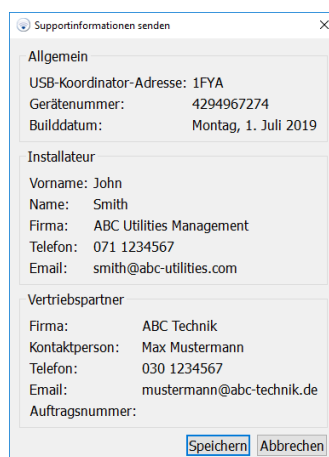 Supportinformationen senden
Allgemein
USB-Koordinator-Adresse: 1FYA
Gerätenummer: 4294967274
Builddatum: Montag, 1. Juli 2019
Installateur
Vorname: John
Name: Smith
Firma: ABC Utilities Management
Telefon: 071 1234567
Email: smith@abc-utilities.com
Vertriebspartner
Firma: ABC Technik
Kontaktperson: Max Mustermann
Telefon: 030 1234567
Email: mustermann@abc-technik.de
Auftragsnummer:
Speichern Abbrechen